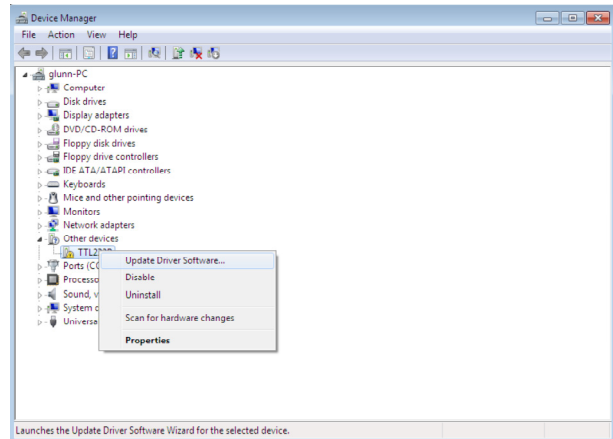 Device Manager
File Action View Help
glunn-PC
Computer
Disk drives
Display adapters
DVD/CD-ROM drives
Floppy disk drives
Floppy drive controllers
IDE ATA/ATAPI controllers
Keyboards
Mice and other pointing devices
Monitors
Network adapters
Other devices
Ports
Update Driver Software...
Disable
Uninstall
Scan for hardware changes
Properties
Launches the Update Driver Software Wizard for the selected device.